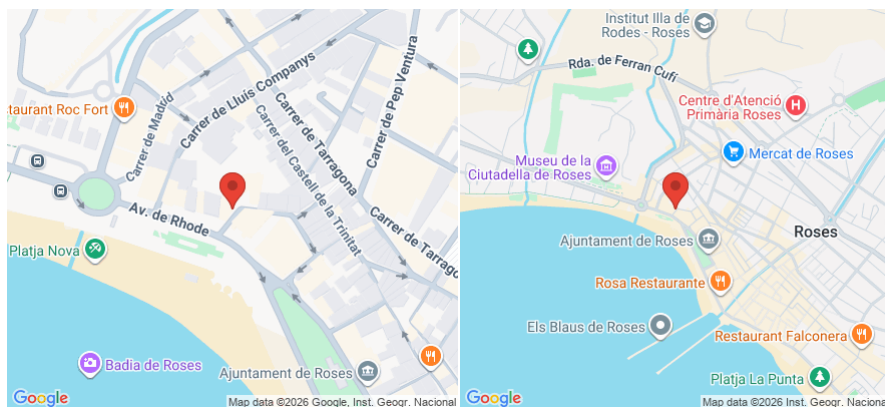 staurant Roc Fort
Carrer de Madrid
Carrer de Lluís Companys
Carrer de Pep Ventura
Carrer de Tarragona
Carrer del Castell de la Trinitat
Av. de Rhode
Platja Nova
Carrer de Tarrago
Badia de Roses
Ajuntament de Roses
Google
Map data ©2026 Google, Inst. Geogr. Nacional
Institut Illa de
Rodes - Roses
Rda. de Ferran Cufí
Centre d'Atenció
Primària Roses
Museu de la
Ciutadella de Roses
Mercat de Roses
H
Roses
Ajuntament de Roses
Rosa Restaurante
Els Blaus de Roses
Restaurant Falconera
Platja La Punta
Google
Map data ©2026 Inst. Geogr. Nacional